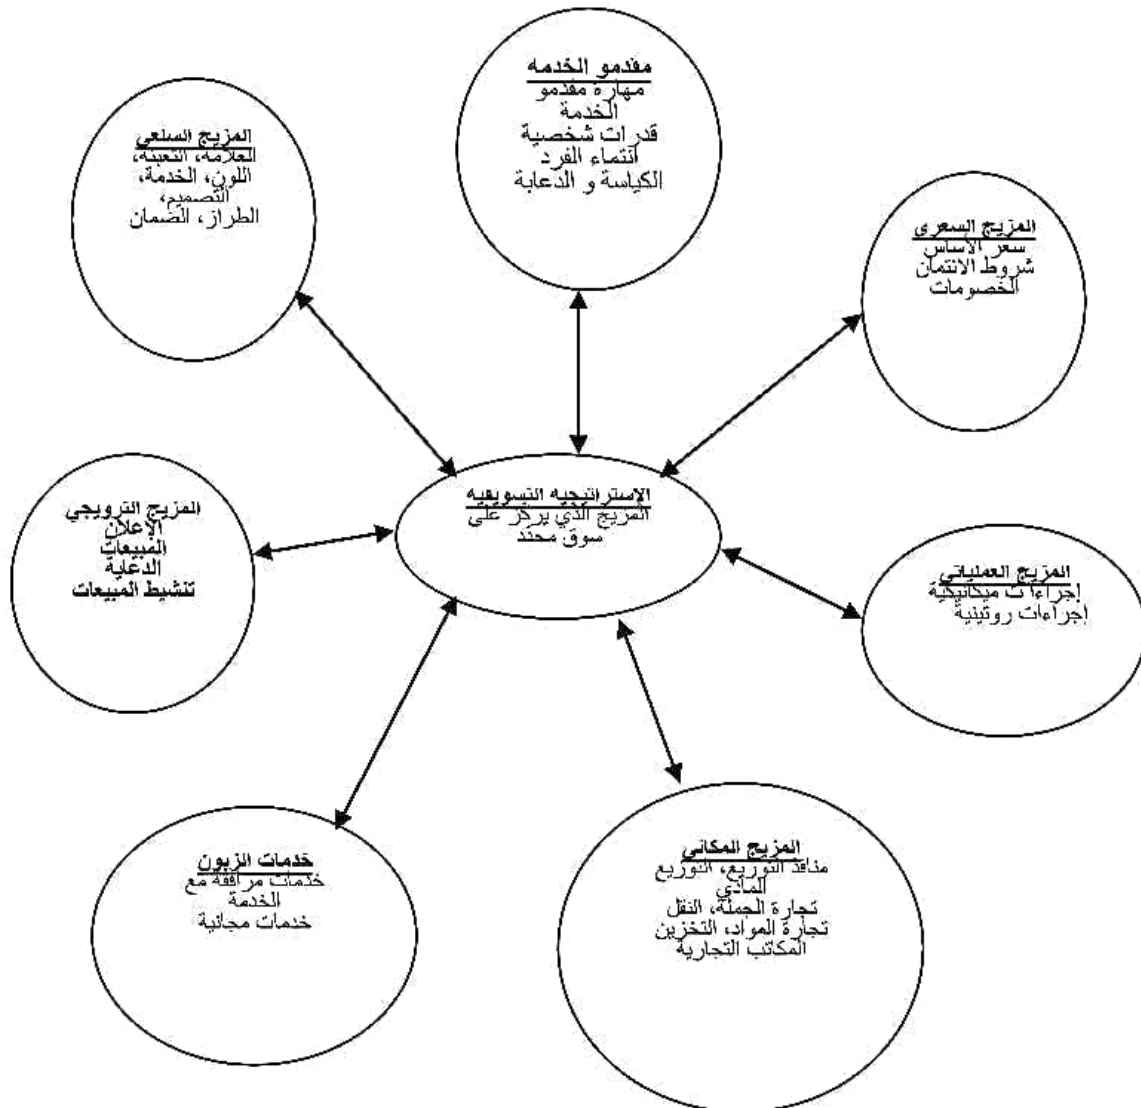 مقدمو الخدمه
مهارة مقدمو
الخدمة
قدرات شخصية
انتماء الفرد
الكياسة و الدعابة
المزيج السلعي
العلامه، التعبئة،
اللون، الخدمة،
التصميم،
الطراز، الضمان
المزيج السعرى
سعر الأساس
شروط الائتمان
الخصومات
الإستراتيجيه التسويقيه
المزيج الذي يركز على
سوق محدد
المزيج الترويجي
الإعلان
المبيعات
الدعاية
تنشيط المبيعات
المزيج العملياتي
إجراءات ميكانيكية
إجراءات روتينية
خدمات الزبون
خدمات مرافقة مع
الخدمة
خدمات مجانية
المزيج المكاني
منافذ التوزيع، التوزيع
المادي
تجارة الجملة، النقل
تجارة المواد، التخزين
المكاتب التجارية